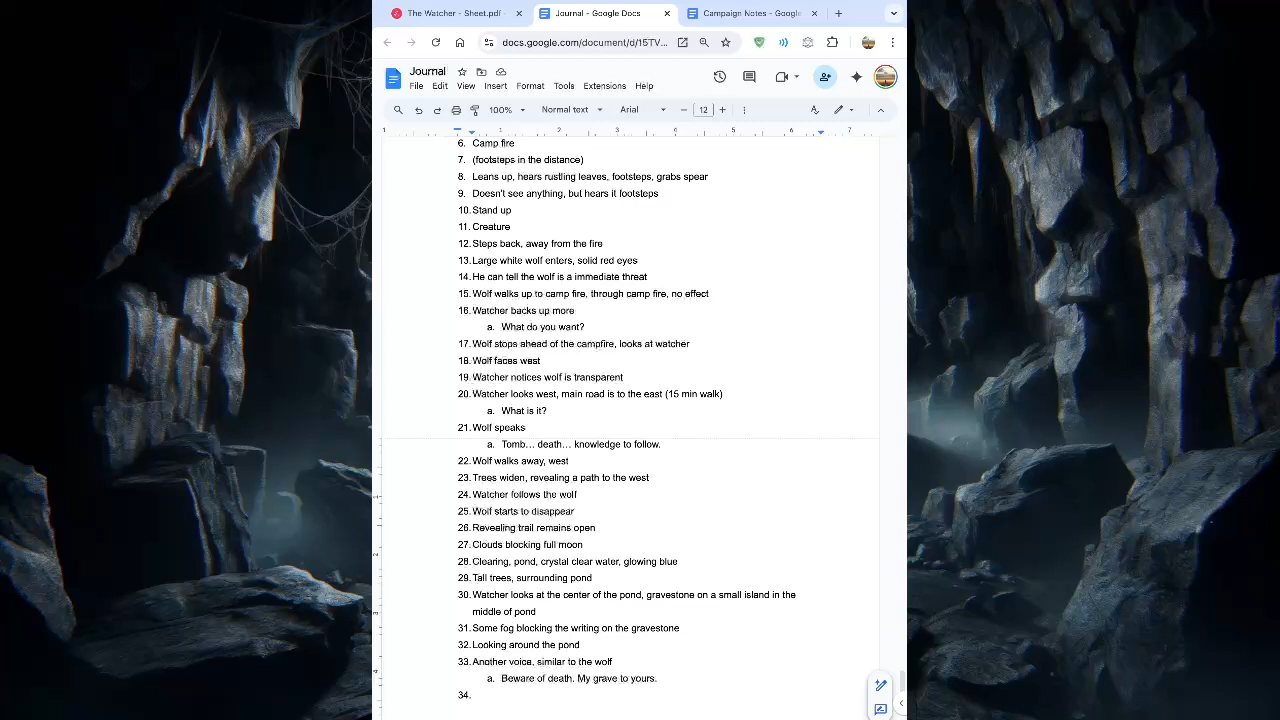 The Watcher - Sheet.pdf -
Journal - Google Docs
Campaign Notes - Google
docs.google.com/document/d/15TV...
Journal
File Edit View Insert Format Tools Extensions Help
100% Normal text Arial 12
1 1 2 3 4 5 6 7
6. Camp fire
7. (footsteps in the distance)
8. Leans up, hears rustling leaves, footsteps, grabs spear
9. Doesn't see anything, but hears it footsteps
10. Stand up
11. Creature
12. Steps back, away from the fire
13. Large white wolf enters, solid red eyes
14. He can tell the wolf is a immediate threat
15. Wolf walks up to camp fire, through camp fire, no effect
16. Watcher backs up more
a. What do you want?
17. Wolf stops ahead of the campfire, looks at watcher
18. Wolf faces west
19. Watcher notices wolf is transparent
20. Watcher looks west, main road is to the east (15 min walk)
a. What is it?
21. Wolf speaks
a. Tomb... death... knowledge to follow.
22. Wolf walks away, west
23. Trees widen, revealing a path to the west
24. Watcher follows the wolf
25. Wolf starts to disappear
26. Revealing trail remains open
27. Clouds blocking full moon
28. Clearing, pond, crystal clear water, glowing blue
29. Tall trees, surrounding pond
30. Watcher looks at the center of the pond, gravestone on a small island in the
middle of pond
31. Some fog blocking the writing on the gravestone
32. Looking around the pond
33. Another voice, similar to the wolf
a. Beware of death. My grave to yours.
34.